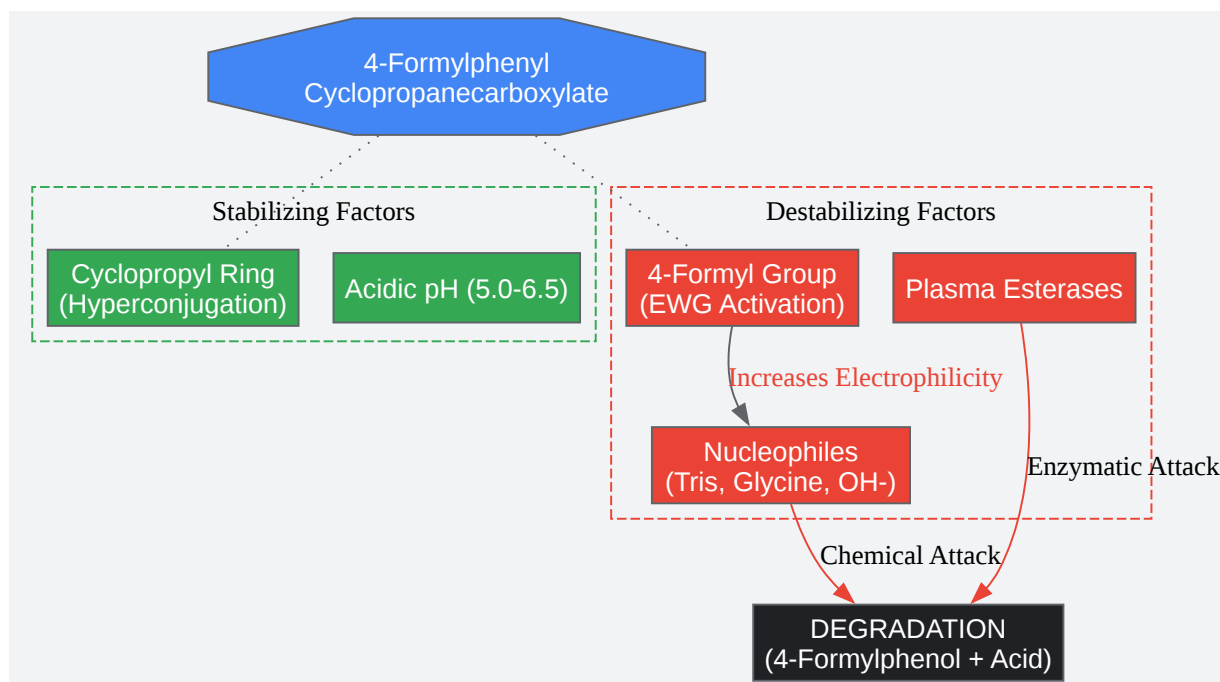 4-Formylphenyl
Cyclopropanecarboxylate
Stabilizing Factors
Cyclopropyl Ring
(Hyperconjugation)
Acidic pH (5.0-6.5)
Destabilizing Factors
4-Formyl Group
(EWG Activation)
Plasma Esterases
Increases Electrophilicity
Nucleophiles
(Tris, Glycine, OH-)
Enzymatic Attack
Chemical Attack
DEGRADATION
(4-Formylphenol + Acid)